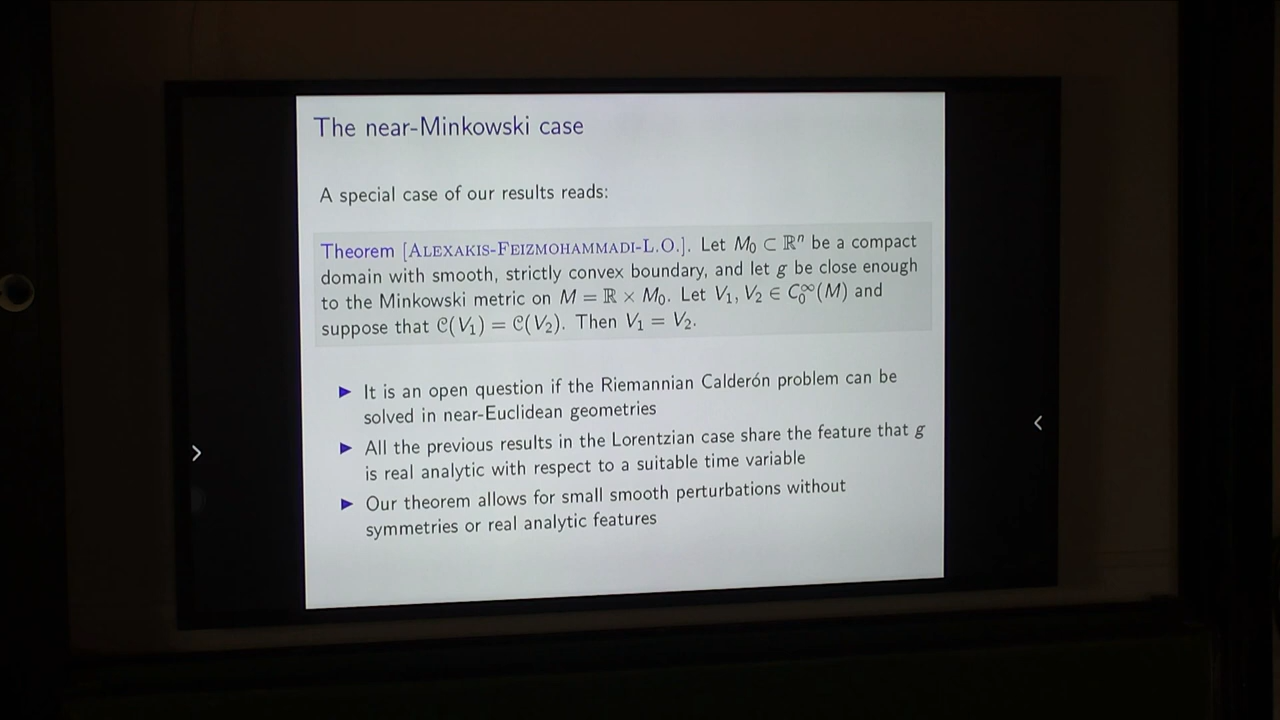 The near-Minkowski case
A special case of our results reads:
Theorem [ALEXAKIS-FEIZMOHAMMADI-L.O.]. Let M₀ ⊂ ℝⁿ be a compact
domain with smooth, strictly convex boundary, and let g be close enough
to the Minkowski metric on M = ℝ × M₀. Let V₁, V₂ ∈ C₀^∞(M) and
suppose that 𝒞(V₁) = 𝒞(V₂). Then V₁ = V₂.
▶ It is an open question if the Riemannian Calderón problem can be
solved in near-Euclidean geometries
▶ All the previous results in the Lorentzian case share the feature that g
is real analytic with respect to a suitable time variable
▶ Our theorem allows for small smooth perturbations without
symmetries or real analytic features